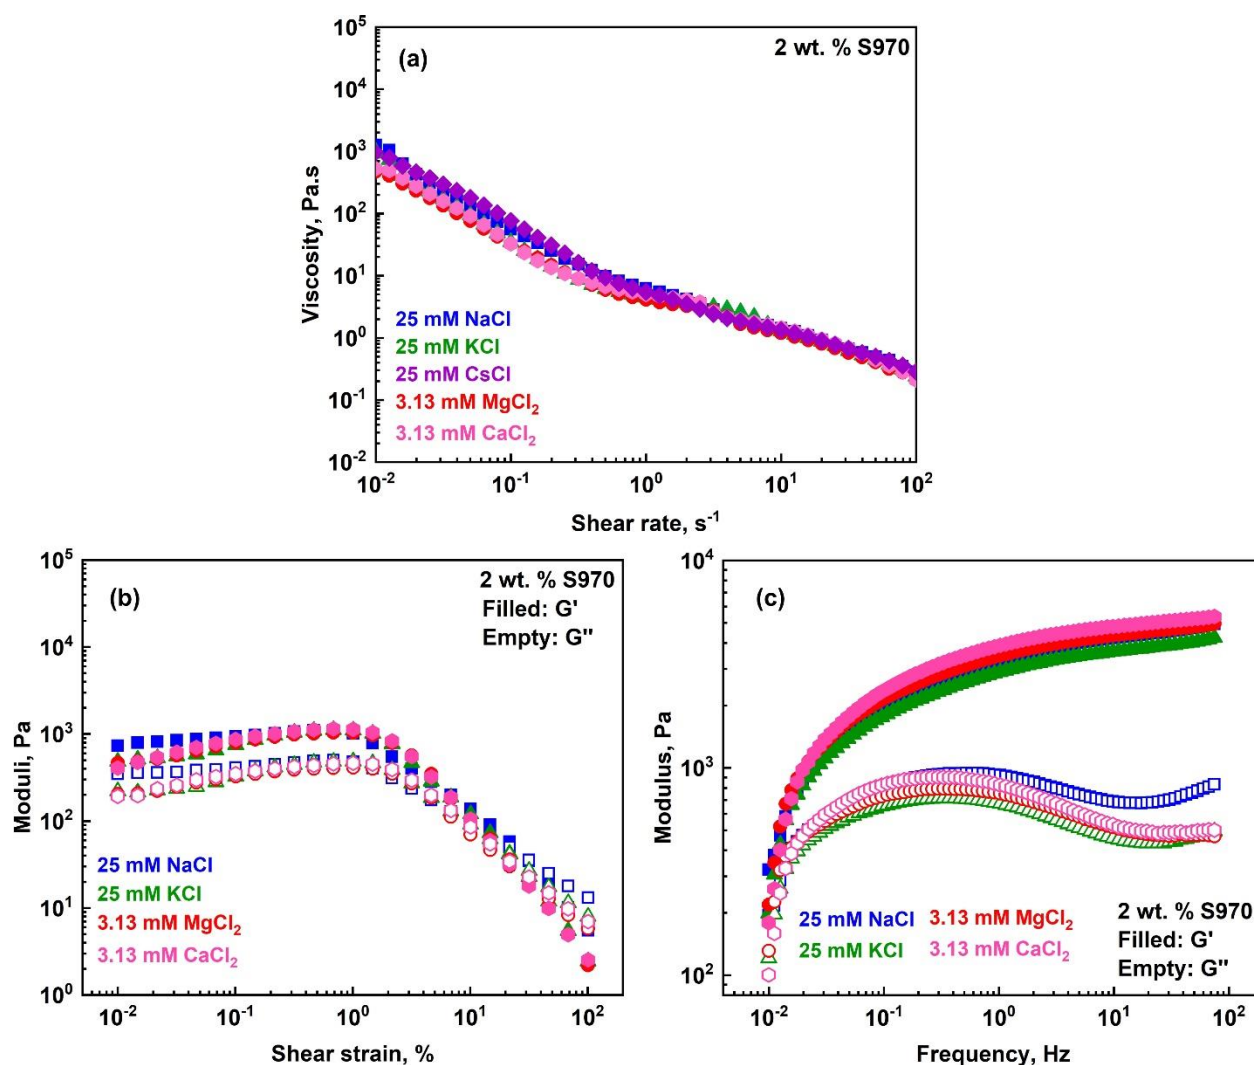 (a)
2 wt. % S970
10⁵
10⁴
10³
10²
10¹
10⁰
10⁻¹
10⁻²
Viscosity, Pa.s
25 mM NaCl
25 mM KCl
25 mM CsCl
3.13 mM MgCl₂
3.13 mM CaCl₂
10⁻² 10⁻¹ 10⁰ 10¹ 10²
Shear rate, s⁻¹
(b)
2 wt. % S970
Filled: G'
Empty: G''
10⁵
10⁴
10³
10²
10¹
10⁰
Moduli, Pa
25 mM NaCl
25 mM KCl
3.13 mM MgCl₂
3.13 mM CaCl₂
10⁻² 10⁻¹ 10⁰ 10¹ 10²
Shear strain, %
(c)
10⁴
10³
10²
Modulus, Pa
25 mM NaCl 3.13 mM MgCl₂
25 mM KCl 3.13 mM CaCl₂
2 wt. % S970
Filled: G'
Empty: G''
10⁻² 10⁻¹ 10⁰ 10¹ 10²
Frequency, Hz